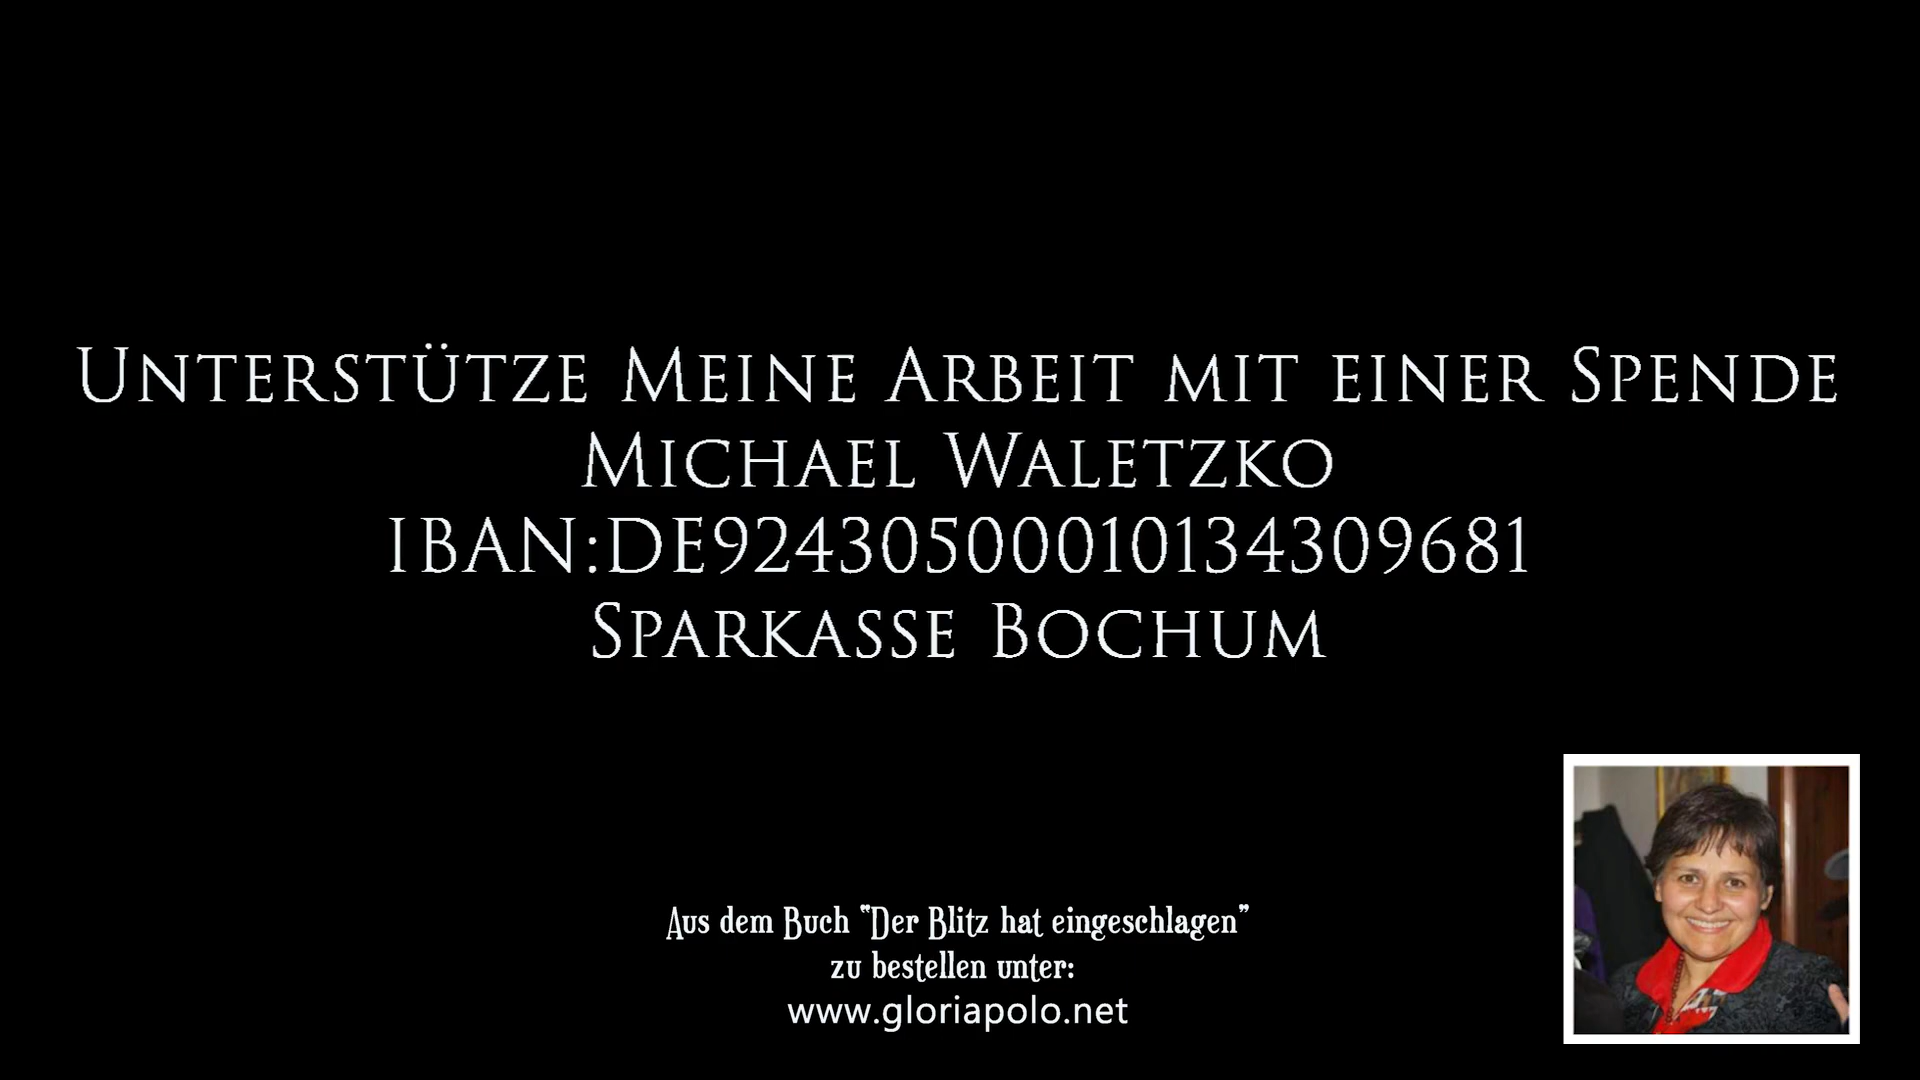 Unterstütze Meine Arbeit mit einer Spende
Michael Waletzko
IBAN:DE92430500010134309681
Sparkasse Bochum
Aus dem Buch "Der Blitz hat eingeschlagen"
zu bestellen unter:
www.gloriapolo.net